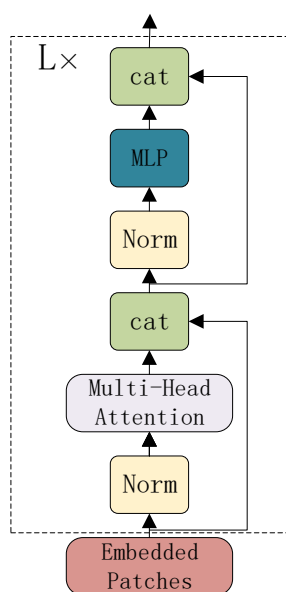 L×
cat
MLP
Norm
cat
Multi-Head
Attention
Norm
Embedded
Patches